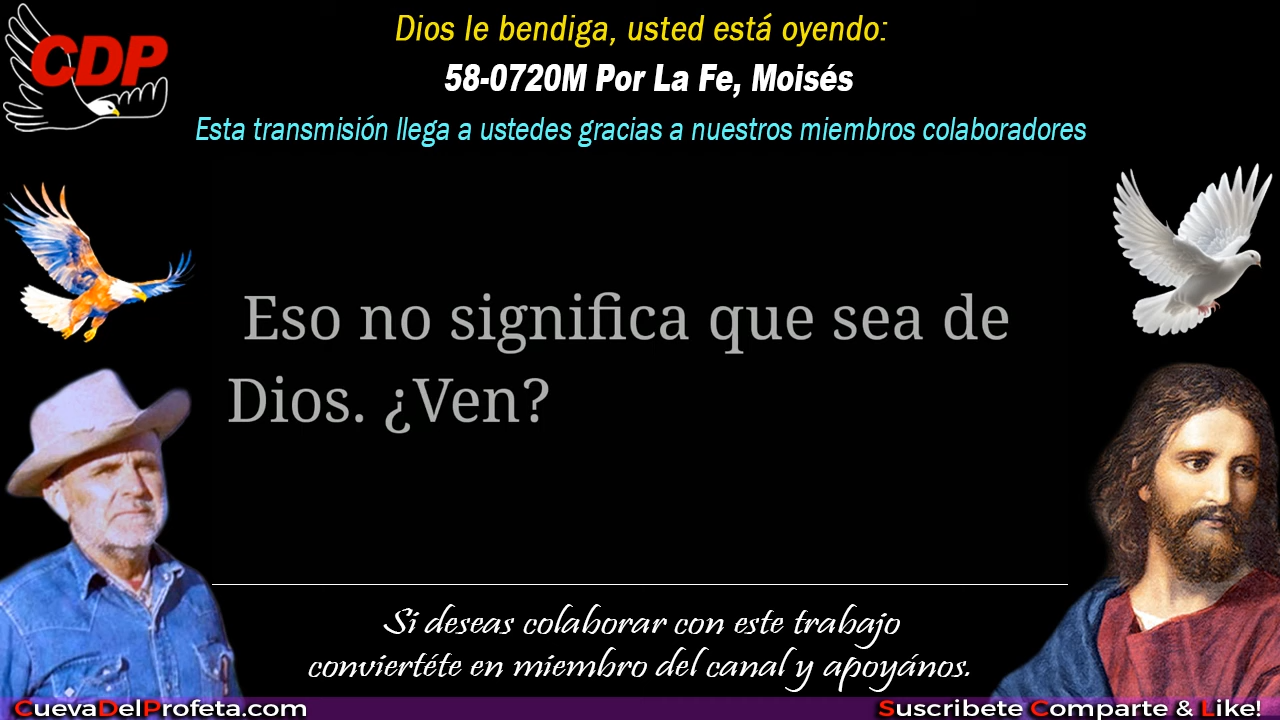 CDP
Dios le bendiga, usted está oyendo:
58-0720M Por La Fe, Moisés
Esta transmisión llega a ustedes gracias a nuestros miembros colaboradores
Eso no significa que sea de
Dios. ¿Ven?
Si deseas colaborar con este trabajo
conviertéte en miembro del canal y apoyános.
CuevaDelProfeta.com
Suscribete Comparte & Like!